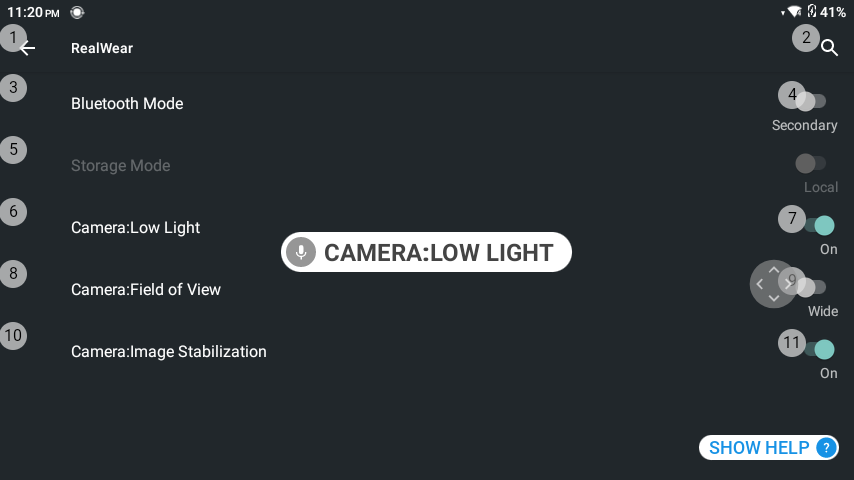 11:20 PM 41%
1 RealWear 2
3 Bluetooth Mode 4
Secondary
5 Storage Mode
Local
6 Camera:Low Light 7
On
CAMERA:LOW LIGHT
8 Camera:Field of View 9
Wide
10 Camera:Image Stabilization 11
On
SHOW HELP ?